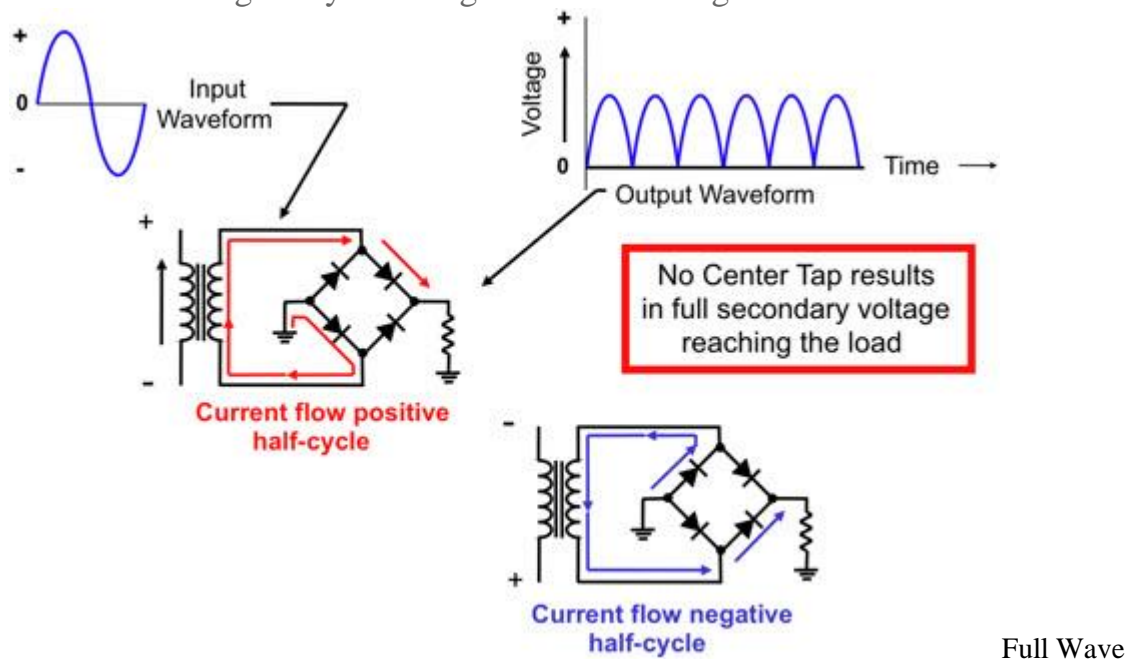 +
0
-
Input
Waveform
+
Voltage
0
Time
Output Waveform
+
-
No Center Tap results
in full secondary voltage
reaching the load
Current flow positive
half-cycle
-
+
Current flow negative
half-cycle
Full Wave